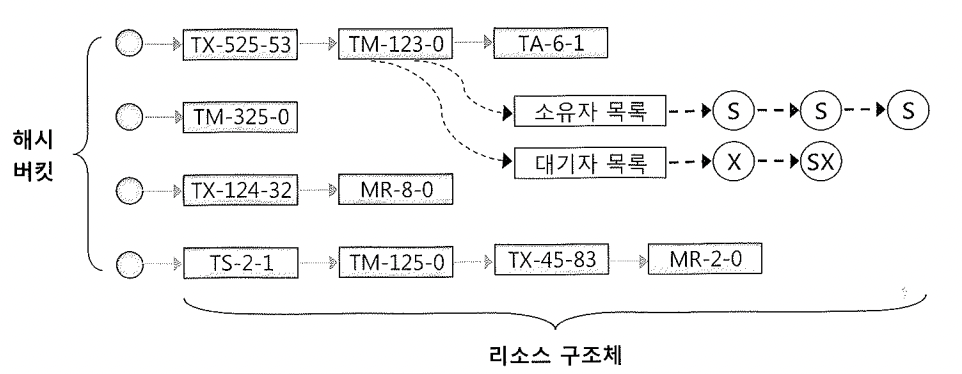 TX-525-53 TM-123-0 TA-6-1
소유자 목록 S S S
TM-325-0
해시
버킷
대기자 목록 X SX
TX-124-32 MR-8-0
TS-2-1 TM-125-0 TX-45-83 MR-2-0
리소스 구조체